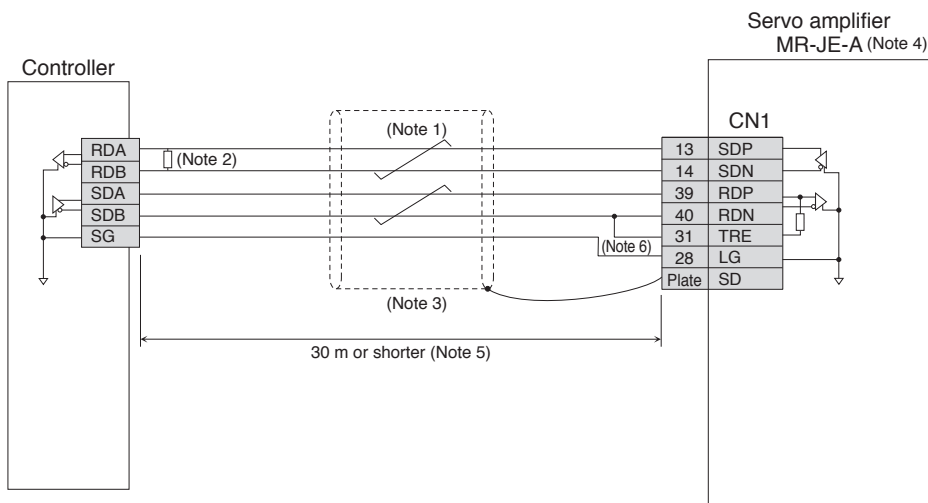 Servo amplifier
MR-JE-A (Note 4)
Controller
CN1
(Note 1)
RDA
(Note 2)
13 SDP
RDB
14 SDN
SDA
39 RDP
SDB
40 RDN
SG
(Note 6)
31 TRE
28 LG
Plate SD
(Note 3)
30 m or shorter (Note 5)